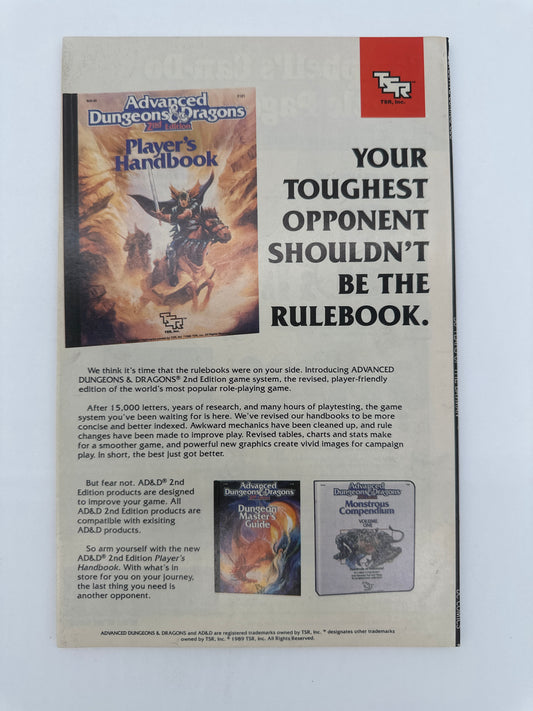 TSR
TSR, Inc.
Advanced
Dungeons & Dragons
2nd Edition
Player's
Handbook
TSR
TSR, Inc.
YOUR
TOUGHEST
OPPONENT
SHOULDN'T
BE THE
RULEBOOK.
We think it's time that the rulebooks were on your side. Introducing ADVANCED
DUNGEONS & DRAGONS® 2nd Edition game system, the revised, player-friendly
edition of the world's most popular role-playing game.
After 15,000 letters, years of research, and many hours of playtesting, the game
system you've been waiting for is here. We've revised our handbooks to be more
concise and better indexed. Awkward mechanics have been cleaned up, and rule
changes have been made to improve play. Revised tables, charts and stats make
for a smoother game, and powerful new graphics create vivid images for campaign
play. In short, the best just got better.
But fear not. AD&D® 2nd
Edition products are designed
to improve your game. All
AD&D 2nd Edition products are
compatible with exisiting
AD&D products.
So arm yourself with the new
AD&D® 2nd Edition Player's
Handbook. With what's in
store for you on your journey,
the last thing you need is
another opponent.
Advanced
Dungeons & Dragons
2nd Edition
Dungeon
Master's
Guide
Advanced
Dungeons & Dragons
2nd Edition
Monstrous
Compendium
VOLUME
ONE
ADVANCED DUNGEONS & DRAGONS and AD&D are registered trademarks owned by TSR, Inc. ™ designates other trademarks
owned by TSR, Inc. © 1989 TSR, Inc. All Rights Reserved.